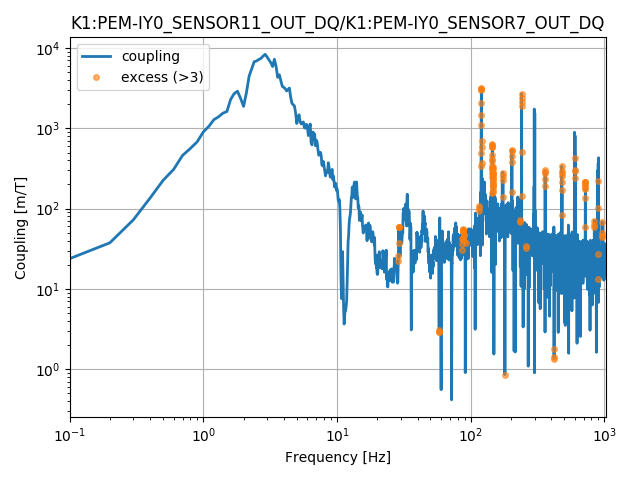 K1:PEM-IY0_SENSOR11_OUT_DQ/K1:PEM-IY0_SENSOR7_OUT_DQ
coupling
excess (>3)
Coupling [m/T]
10⁴
10³
10²
10¹
10⁰
10⁻¹ 10⁰ 10¹ 10² 10³
Frequency [Hz]